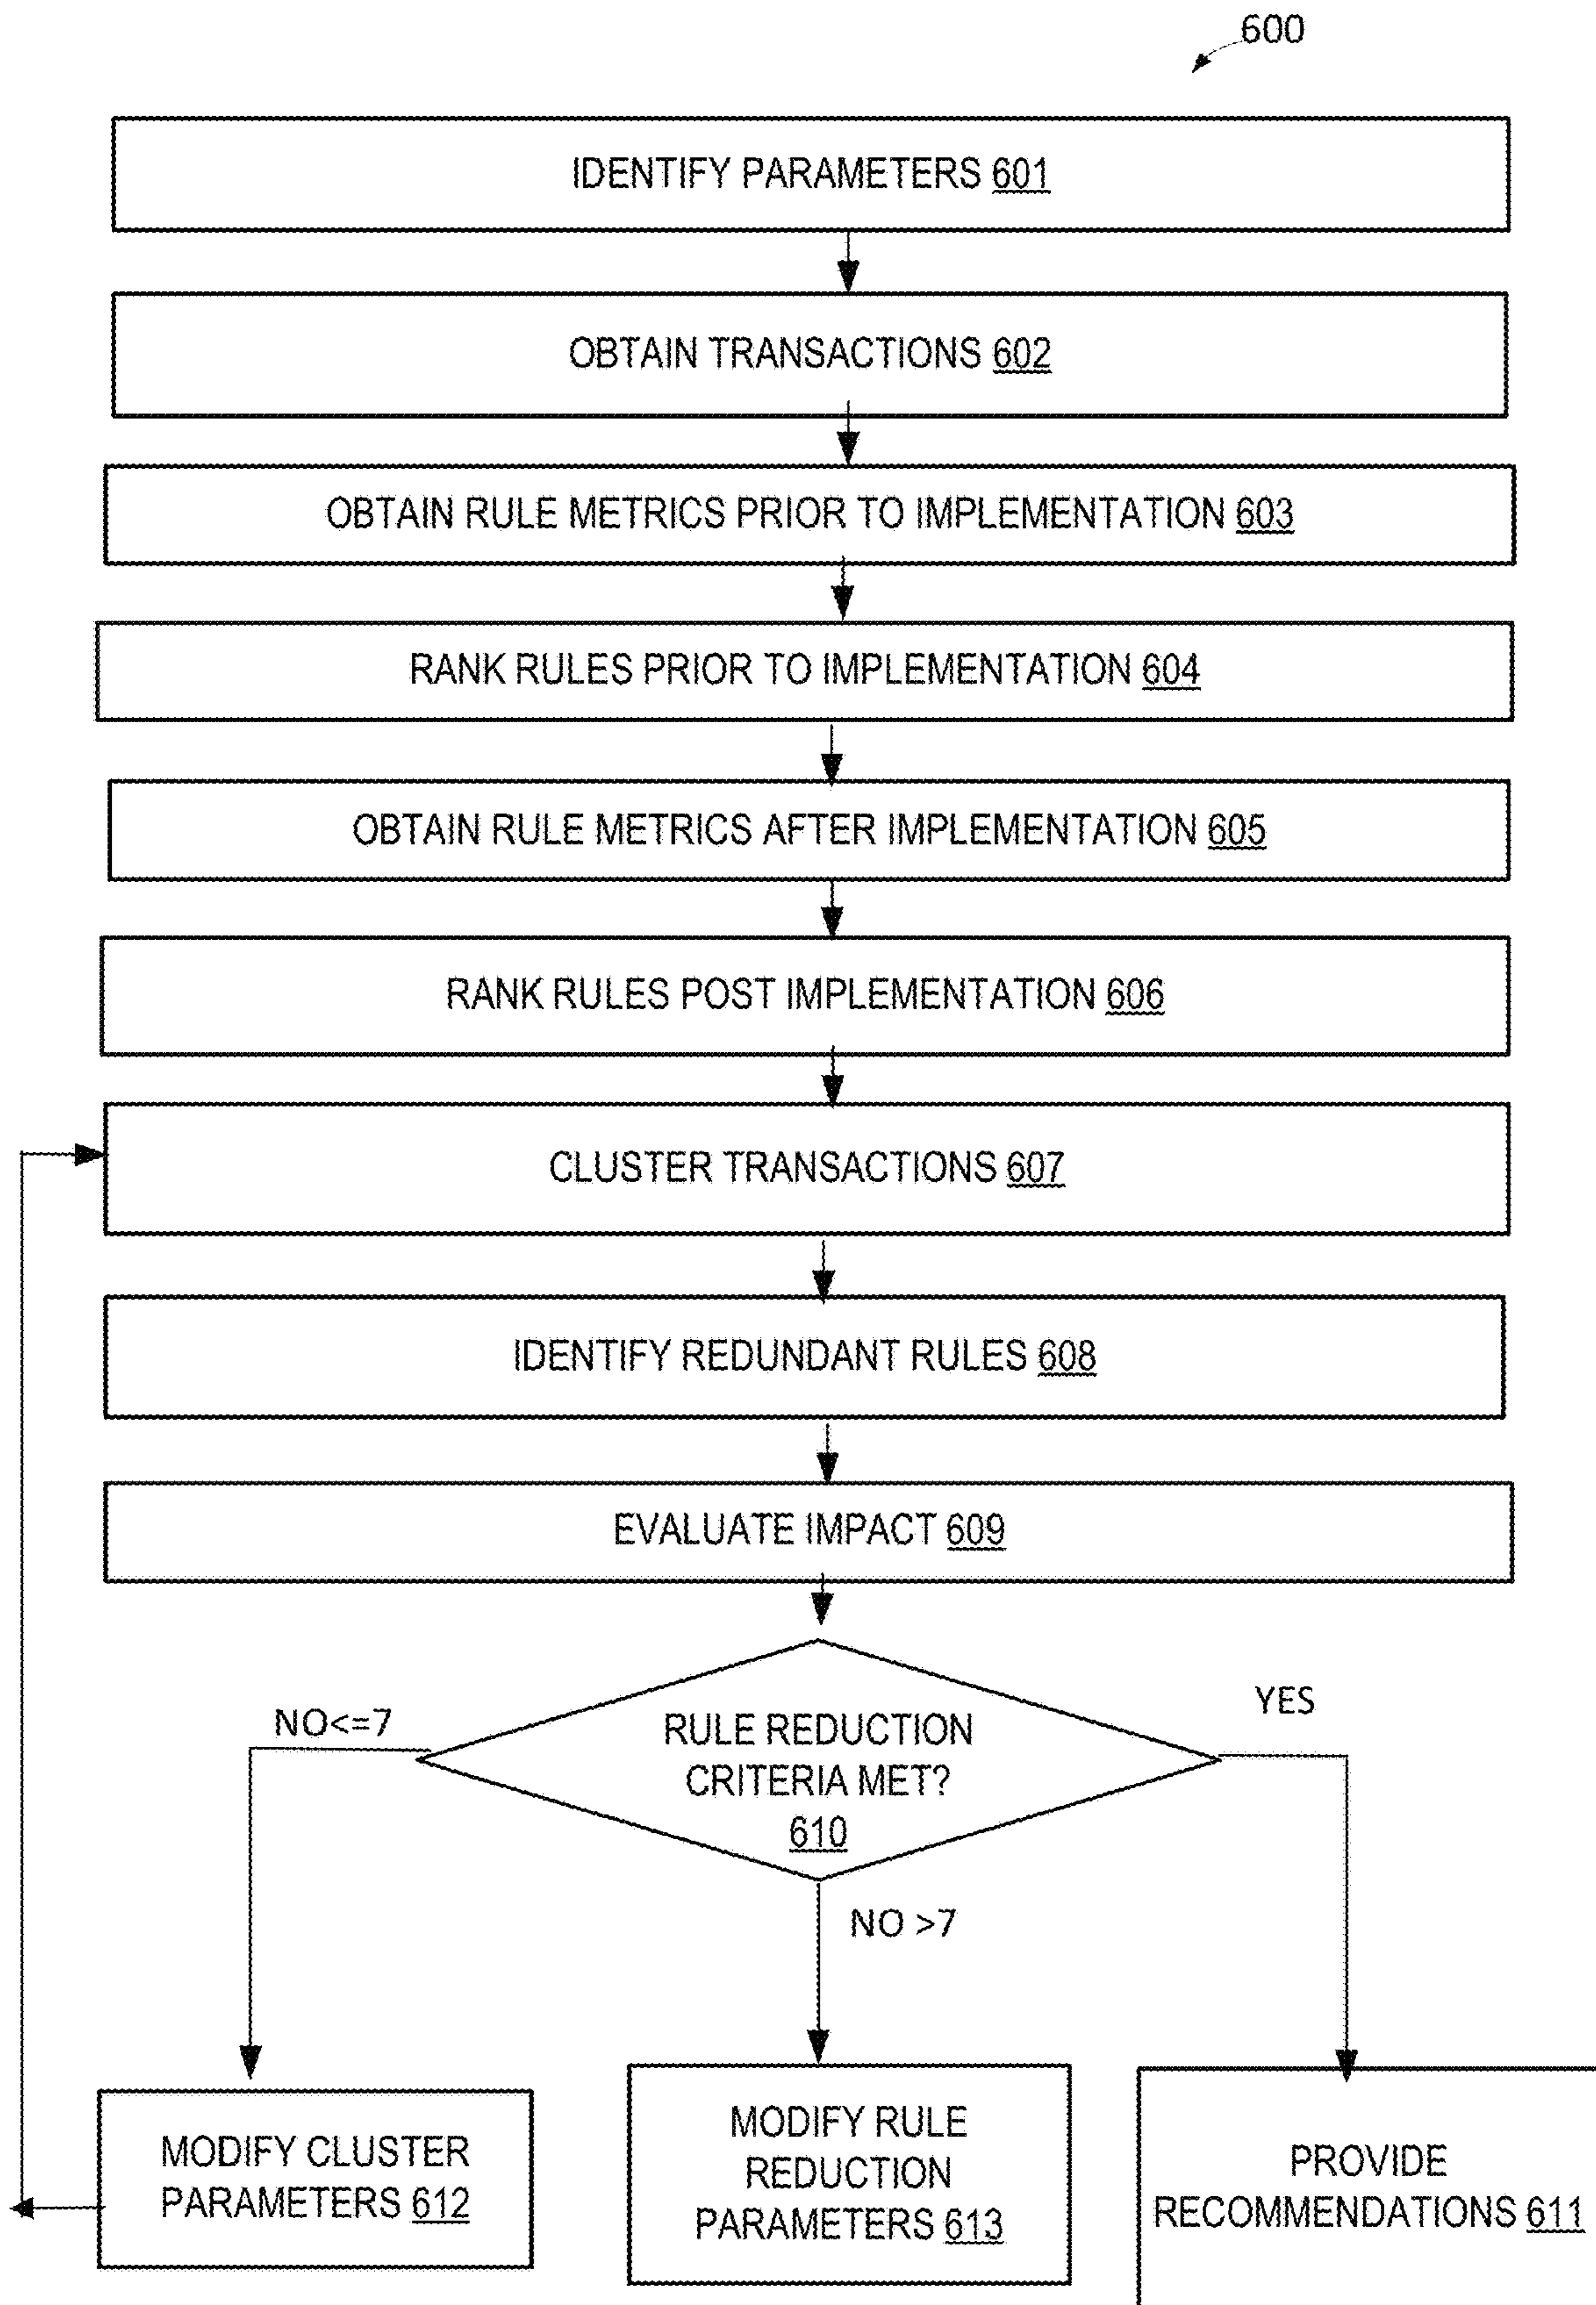 600
IDENTIFY PARAMETERS 601
OBTAIN TRANSACTIONS 602
OBTAIN RULE METRICS PRIOR TO IMPLEMENTATION 603
RANK RULES PRIOR TO IMPLEMENTATION 604
OBTAIN RULE METRICS AFTER IMPLEMENTATION 605
RANK RULES POST IMPLEMENTATION 606
CLUSTER TRANSACTIONS 607
IDENTIFY REDUNDANT RULES 608
EVALUATE IMPACT 609
NO<=7
RULE REDUCTION
CRITERIA MET?
610
YES
NO >7
MODIFY CLUSTER
PARAMETERS 612
MODIFY RULE
REDUCTION
PARAMETERS 613
PROVIDE
RECOMMENDATIONS 611